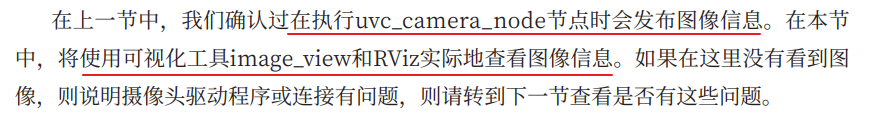 在上一节中，我们确认过在执行uvc_camera_node节点时会发布图像信息。在本节
中，将使用可视化工具image_view和RViz实际地查看图像信息。如果在这里没有看到图
像，则说明摄像头驱动程序或连接有问题，则请转到下一节查看是否有这些问题。